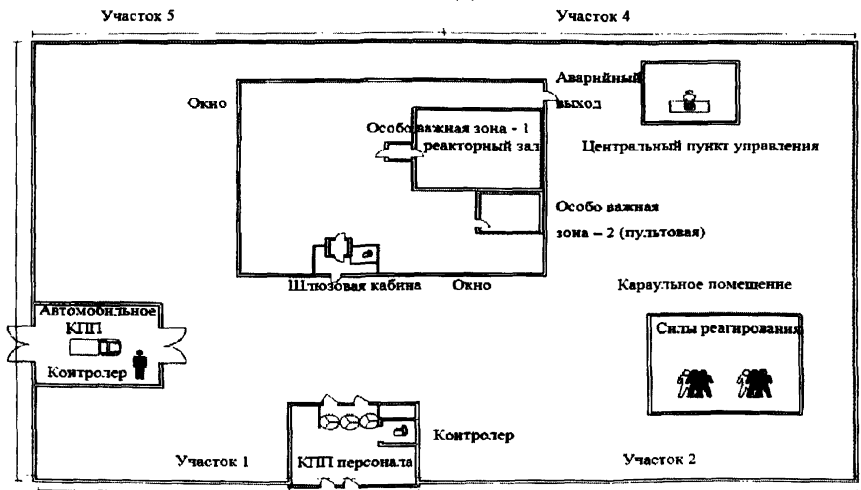 Участок 5
Участок 4
Окно
Аварийный
выход
Особо важная зона - 1
реакторный зал
Центральный пункт управления
Особо важная
зона – 2 (пультовая)
Шлюзовая кабина
Окно
Караульное помещение
Автомобильное
КПП
Силы реагирования
Контролер
Контролер
Участок 1
КПП персонала
Участок 2